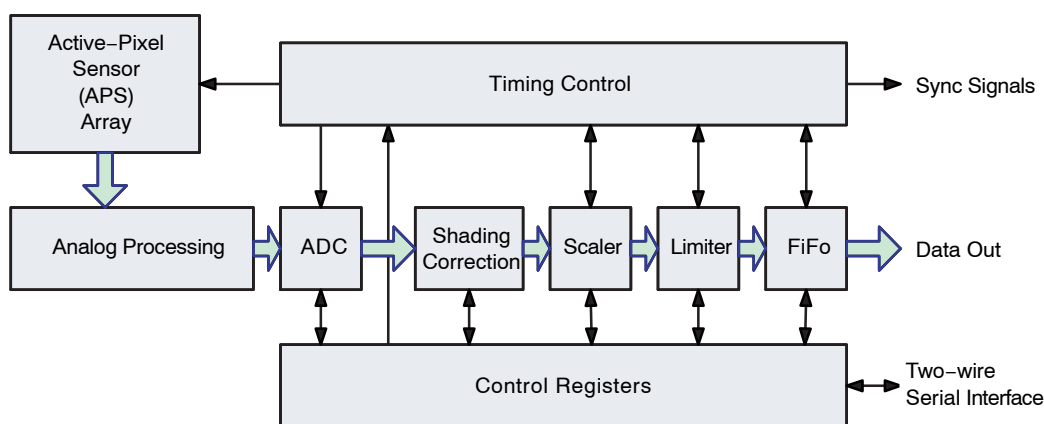 Active−Pixel
Sensor
(APS)
Array
Timing Control
Sync Signals
Analog Processing
ADC
Shading
Correction
Scaler
Limiter
FiFo
Data Out
Control Registers
Two−wire
Serial Interface